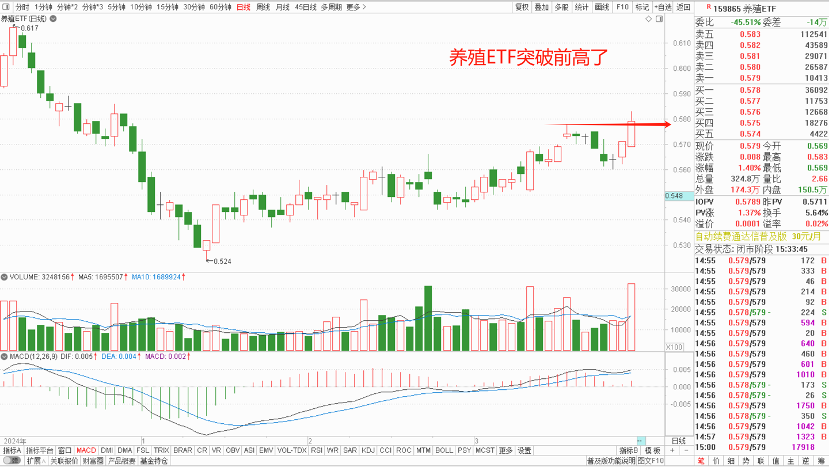 分时 1分钟 分钟*2 分钟*3 5分钟 10分钟 15分钟 30分钟 60分钟 日线 周线 月线 45日线 多周期 更多>
复权 叠加 多股 统计 画线 F10 标记 +自选 返回
R 159865 养殖ETF
养殖ETF(日线)
0.617
养殖ETF突破前高了
0.610
0.600
0.590
0.580
0.570
0.560
0.548
0.540
0.530
0.524
委比 -45.51% 委差 -14万
卖五 0.583 112541
卖四 0.582 43589
卖三 0.581 29071
卖二 0.580 26587
卖一 0.579 10413
买一 0.578 36092
买二 0.577 11753
买三 0.576 12668
买四 0.575 18276
买五 0.574 4422
现价 0.579 今开 0.569
涨跌 0.008 最高 0.583
涨幅 1.40% 最低 0.569
总量 324.8万 量比 2.66
外盘 174.3万 内盘 150.5万
IOPV 0.5789 昨PV 0.5711
PV涨 1.37% 换手 5.64%
溢价 0.0001 溢率 0.02%
自动续费通达信普及版 30元/月
交易状态: 闭市阶段 15:33:45
14:55 0.579/579 172 B
14:55 0.579/579 333 B
14:55 0.579/579 46 B
14:55 0.579/579 214 B
14:55 0.579/579 92 B
14:55 0.578/579 - 224 S
14:55 0.579/579 594 B
14:55 0.579/579 20 B
14:56 0.579/579 640 B
14:56 0.579/579 460 B
14:56 0.579/579 601 B
14:56 0.579/579 1010 B
14:56 0.578/579 - 173 S
14:56 0.578/579 - 26 S
14:56 0.579/579 1750 B
14:56 0.578/579 - 350 S
14:56 0.579/579 1042 B
14:57 0.579/579 1323 B
15:00 0.579/579 17918
VOLUME: 3248156↑ MA5: 1695507↑ MA10: 1689924↑
30000
20000
10000
X100
MACD(12,26,9) DIF: 0.005↑ DEA: 0.004↑ MACD: 0.002↑
0.005
0.000
-0.005
2024年 1 2 3 日线
指标A 指标平台 窗口 MACD DMI DMA FSL TRIX BRAR CR VR OBV ASI EMV VOL-TDX RSI WR SAR KDJ CCI ROC MTM BOLL PSY MCST 更多 设置
指标B 模板 + -
扩展 关联报价 财富圈 产品经费 基金持仓
普及版功能说明 图文F10
笔 价 细 势 联 值 主 逆 筹